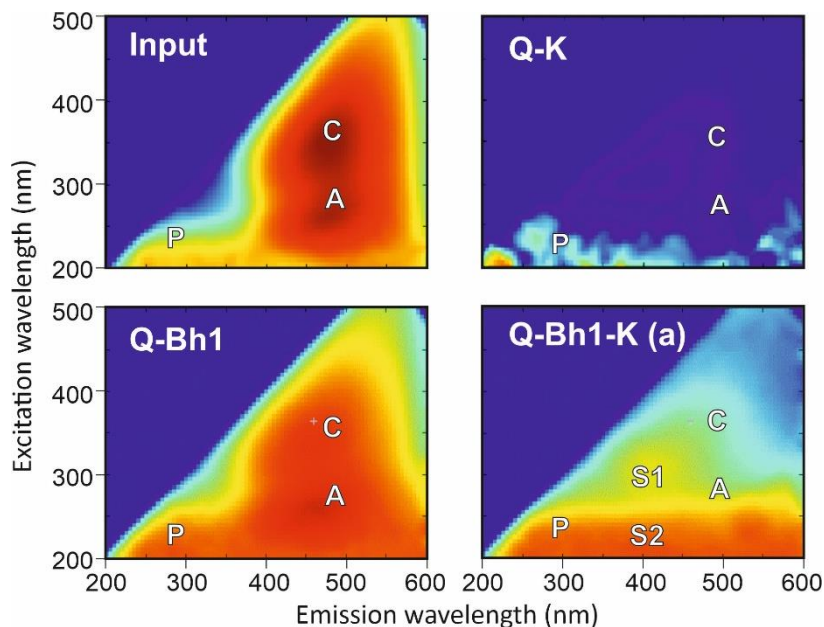 500
400
300
200
Input
C
A
P
Q-K
C
A
P
Excitation wavelength (nm)
500
400
300
200
Q-Bh1
C
A
P
Q-Bh1-K (a)
C
S1
A
P
S2
200 300 400 500 600 200 300 400 500 600
Emission wavelength (nm)